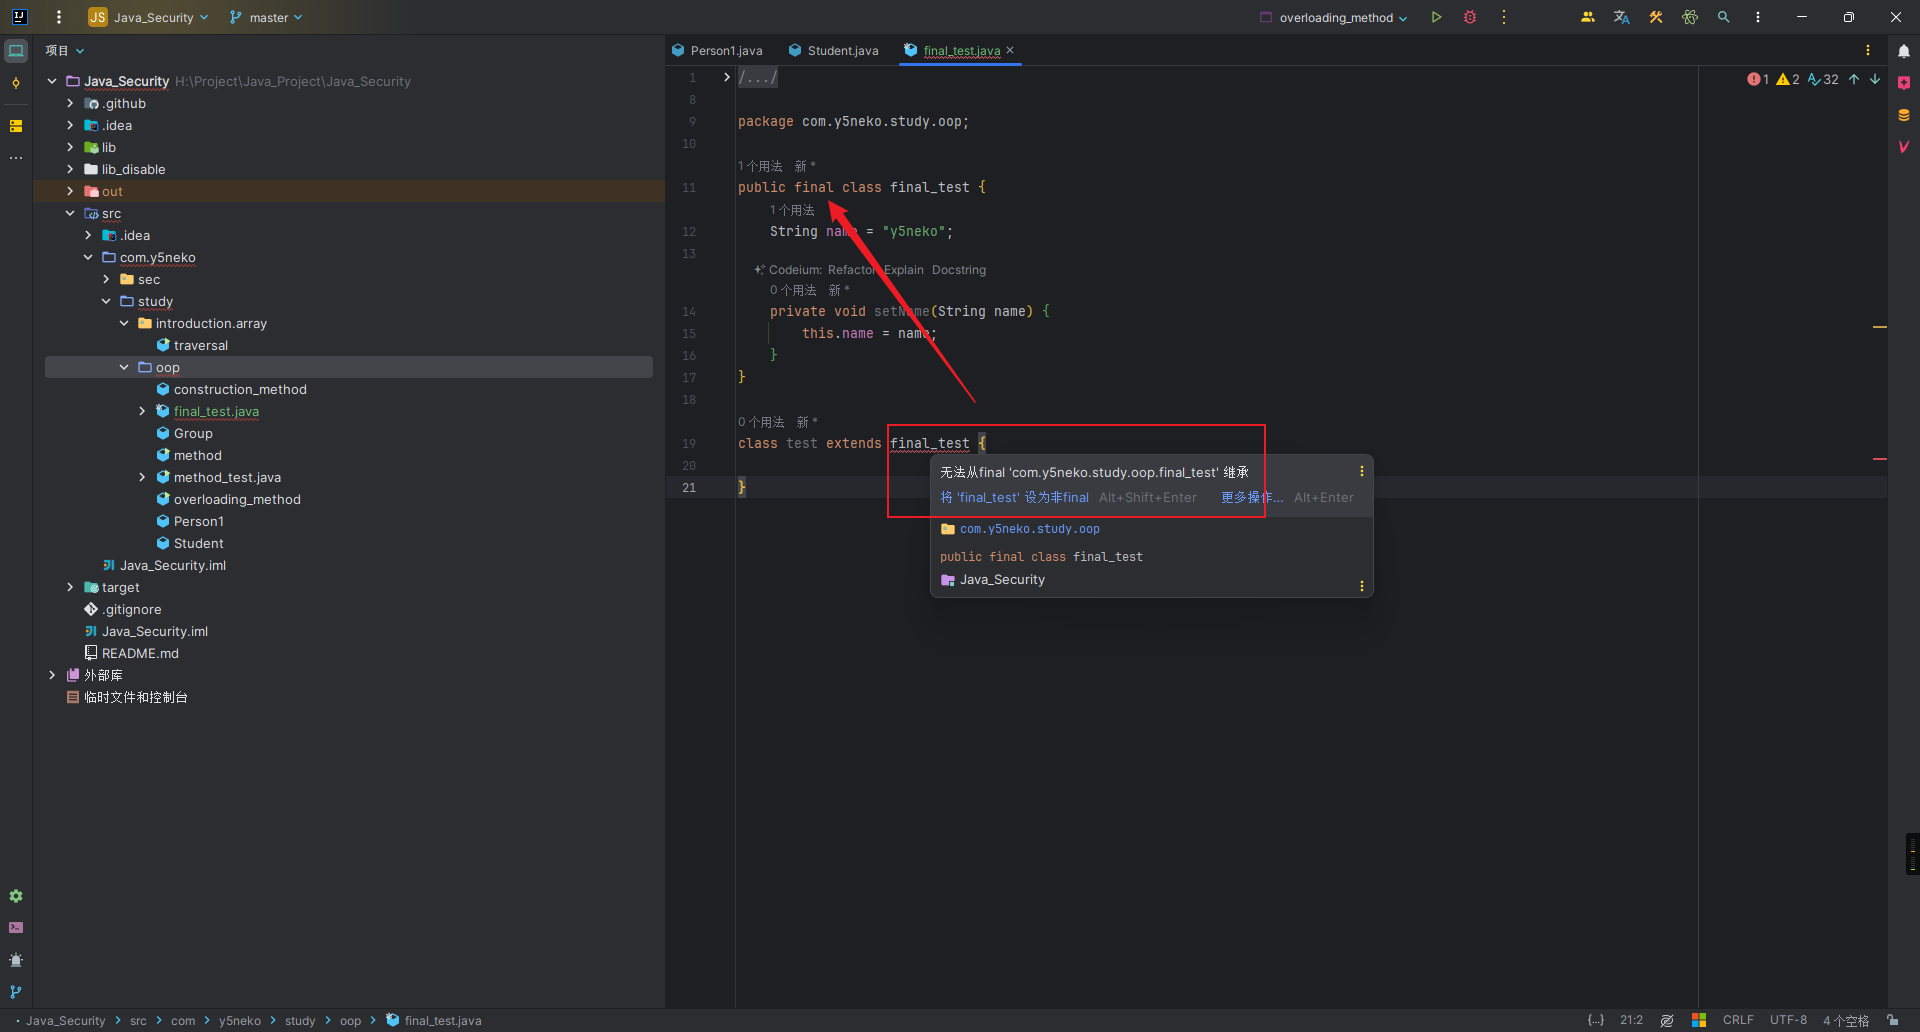 JS Java_Security master
overloading_method
项目
Person1.java Student.java final_test.java
Java_Security H:\Project\Java_Project\Java_Security
.github
.idea
lib
lib_disable
out
src
.idea
com.y5neko
sec
study
introduction.array
traversal
oop
construction_method
final_test.java
Group
method
method_test.java
overloading_method
Person1
Student
Java_Security.iml
target
.gitignore
Java_Security.iml
README.md
外部库
临时文件和控制台
1 /.../
1 2 32
8
9 package com.y5neko.study.oop;
10
1 个用法 新 *
11 public final class final_test {
1 个用法
12 String name = "y5neko";
13
Codeium: Refactor Explain Docstring
0 个用法 新 *
14 private void setName(String name) {
15 this.name = name;
16 }
17 }
18
0 个用法 新 *
19 class test extends final_test {
20
21 }
无法从final 'com.y5neko.study.oop.final_test' 继承
将 'final_test' 设为非final Alt+Shift+Enter 更多操作... Alt+Enter
com.y5neko.study.oop
public final class final_test
Java_Security
Java_Security > src > com > y5neko > study > oop > final_test.java
{...} 21:2 CRLF UTF-8 4 个空格